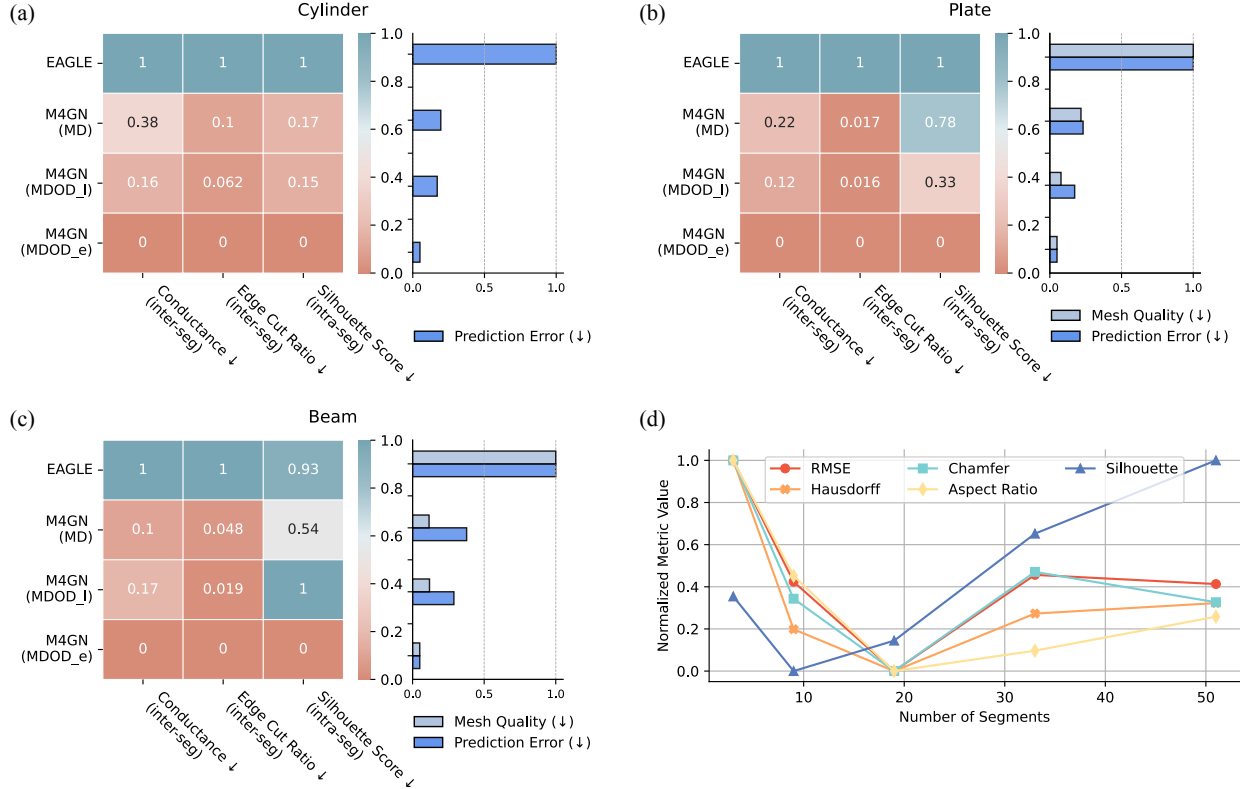 (a)
Cylinder
EAGLE
1 1 1
M4GN
(MD)
0.38 0.1 0.17
M4GN
(MDOD_l)
0.16 0.062 0.15
M4GN
(MDOD_e)
0 0 0
Conductance ↓
(inter-seg)
Edge Cut Ratio ↓
(inter-seg)
Silhouette Score ↓
(intra-seg)
1.0
0.8
0.6
0.4
0.2
0.0
0.0 0.5 1.0
Prediction Error (↓)
(b)
Plate
EAGLE
1 1 1
M4GN
(MD)
0.22 0.017 0.78
M4GN
(MDOD_l)
0.12 0.016 0.33
M4GN
(MDOD_e)
0 0 0
Conductance ↓
(inter-seg)
Edge Cut Ratio ↓
(inter-seg)
Silhouette Score ↓
(intra-seg)
1.0
0.8
0.6
0.4
0.2
0.0
0.0 0.5 1.0
Mesh Quality (↓)
Prediction Error (↓)
(c)
Beam
EAGLE
1 1 0.93
M4GN
(MD)
0.1 0.048 0.54
M4GN
(MDOD_l)
0.17 0.019 1
M4GN
(MDOD_e)
0 0 0
Conductance ↓
(inter-seg)
Edge Cut Ratio ↓
(inter-seg)
Silhouette Score ↓
(intra-seg)
1.0
0.8
0.6
0.4
0.2
0.0
0.0 0.5 1.0
Mesh Quality (↓)
Prediction Error (↓)
(d)
Normalized Metric Value
1.0
0.8
0.6
0.4
0.2
0.0
RMSE
Hausdorff
Chamfer
Aspect Ratio
Silhouette
10 20 30 40 50
Number of Segments